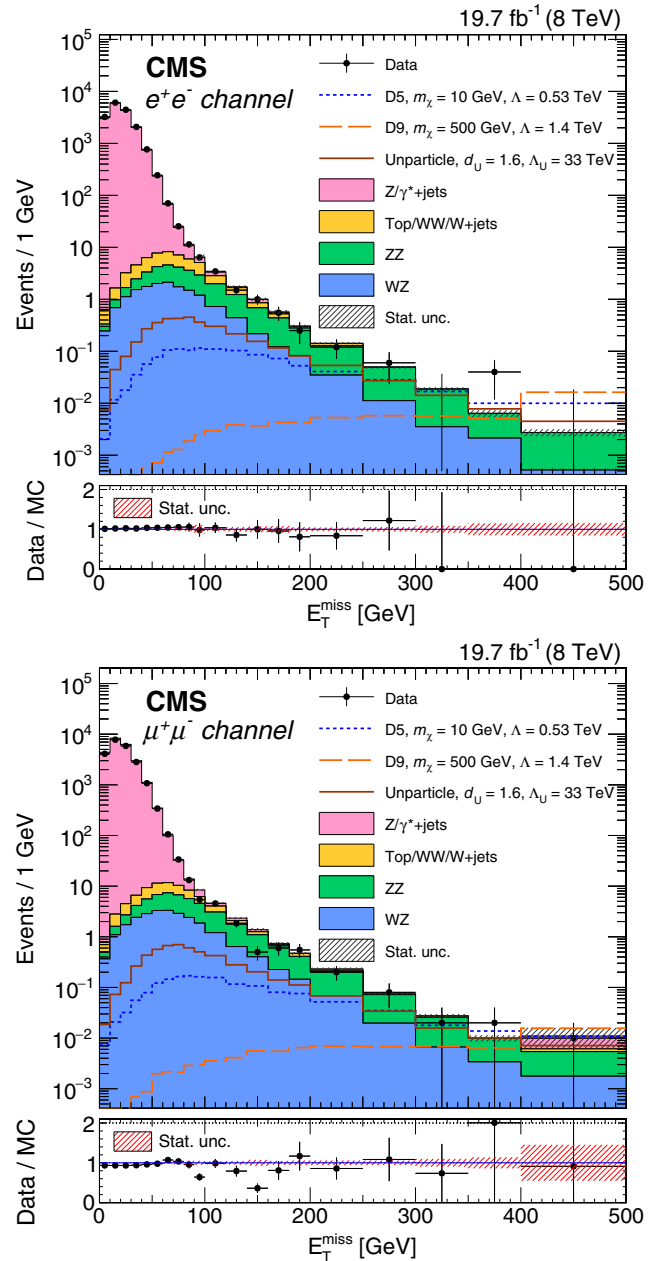 19.7 fb⁻¹ (8 TeV)
10⁵
CMS
e⁺e⁻ channel
Data
D5, mχ = 10 GeV, Λ = 0.53 TeV
D9, mχ = 500 GeV, Λ = 1.4 TeV
Unparticle, d_U = 1.6, Λ_U = 33 TeV
Z/γ*+jets
Top/WW/W+jets
ZZ
WZ
Stat. unc.
Events / 1 GeV
10⁴
10³
10²
10
1
10⁻¹
10⁻²
10⁻³
Data / MC
2
1
0
Stat. unc.
0 100 200 300 400 500
E_T^miss [GeV]
19.7 fb⁻¹ (8 TeV)
10⁵
CMS
μ⁺μ⁻ channel
Data
D5, mχ = 10 GeV, Λ = 0.53 TeV
D9, mχ = 500 GeV, Λ = 1.4 TeV
Unparticle, d_U = 1.6, Λ_U = 33 TeV
Z/γ*+jets
Top/WW/W+jets
ZZ
WZ
Stat. unc.
Events / 1 GeV
10⁴
10³
10²
10
1
10⁻¹
10⁻²
10⁻³
Data / MC
2
1
0
Stat. unc.
0 100 200 300 400 500
E_T^miss [GeV]